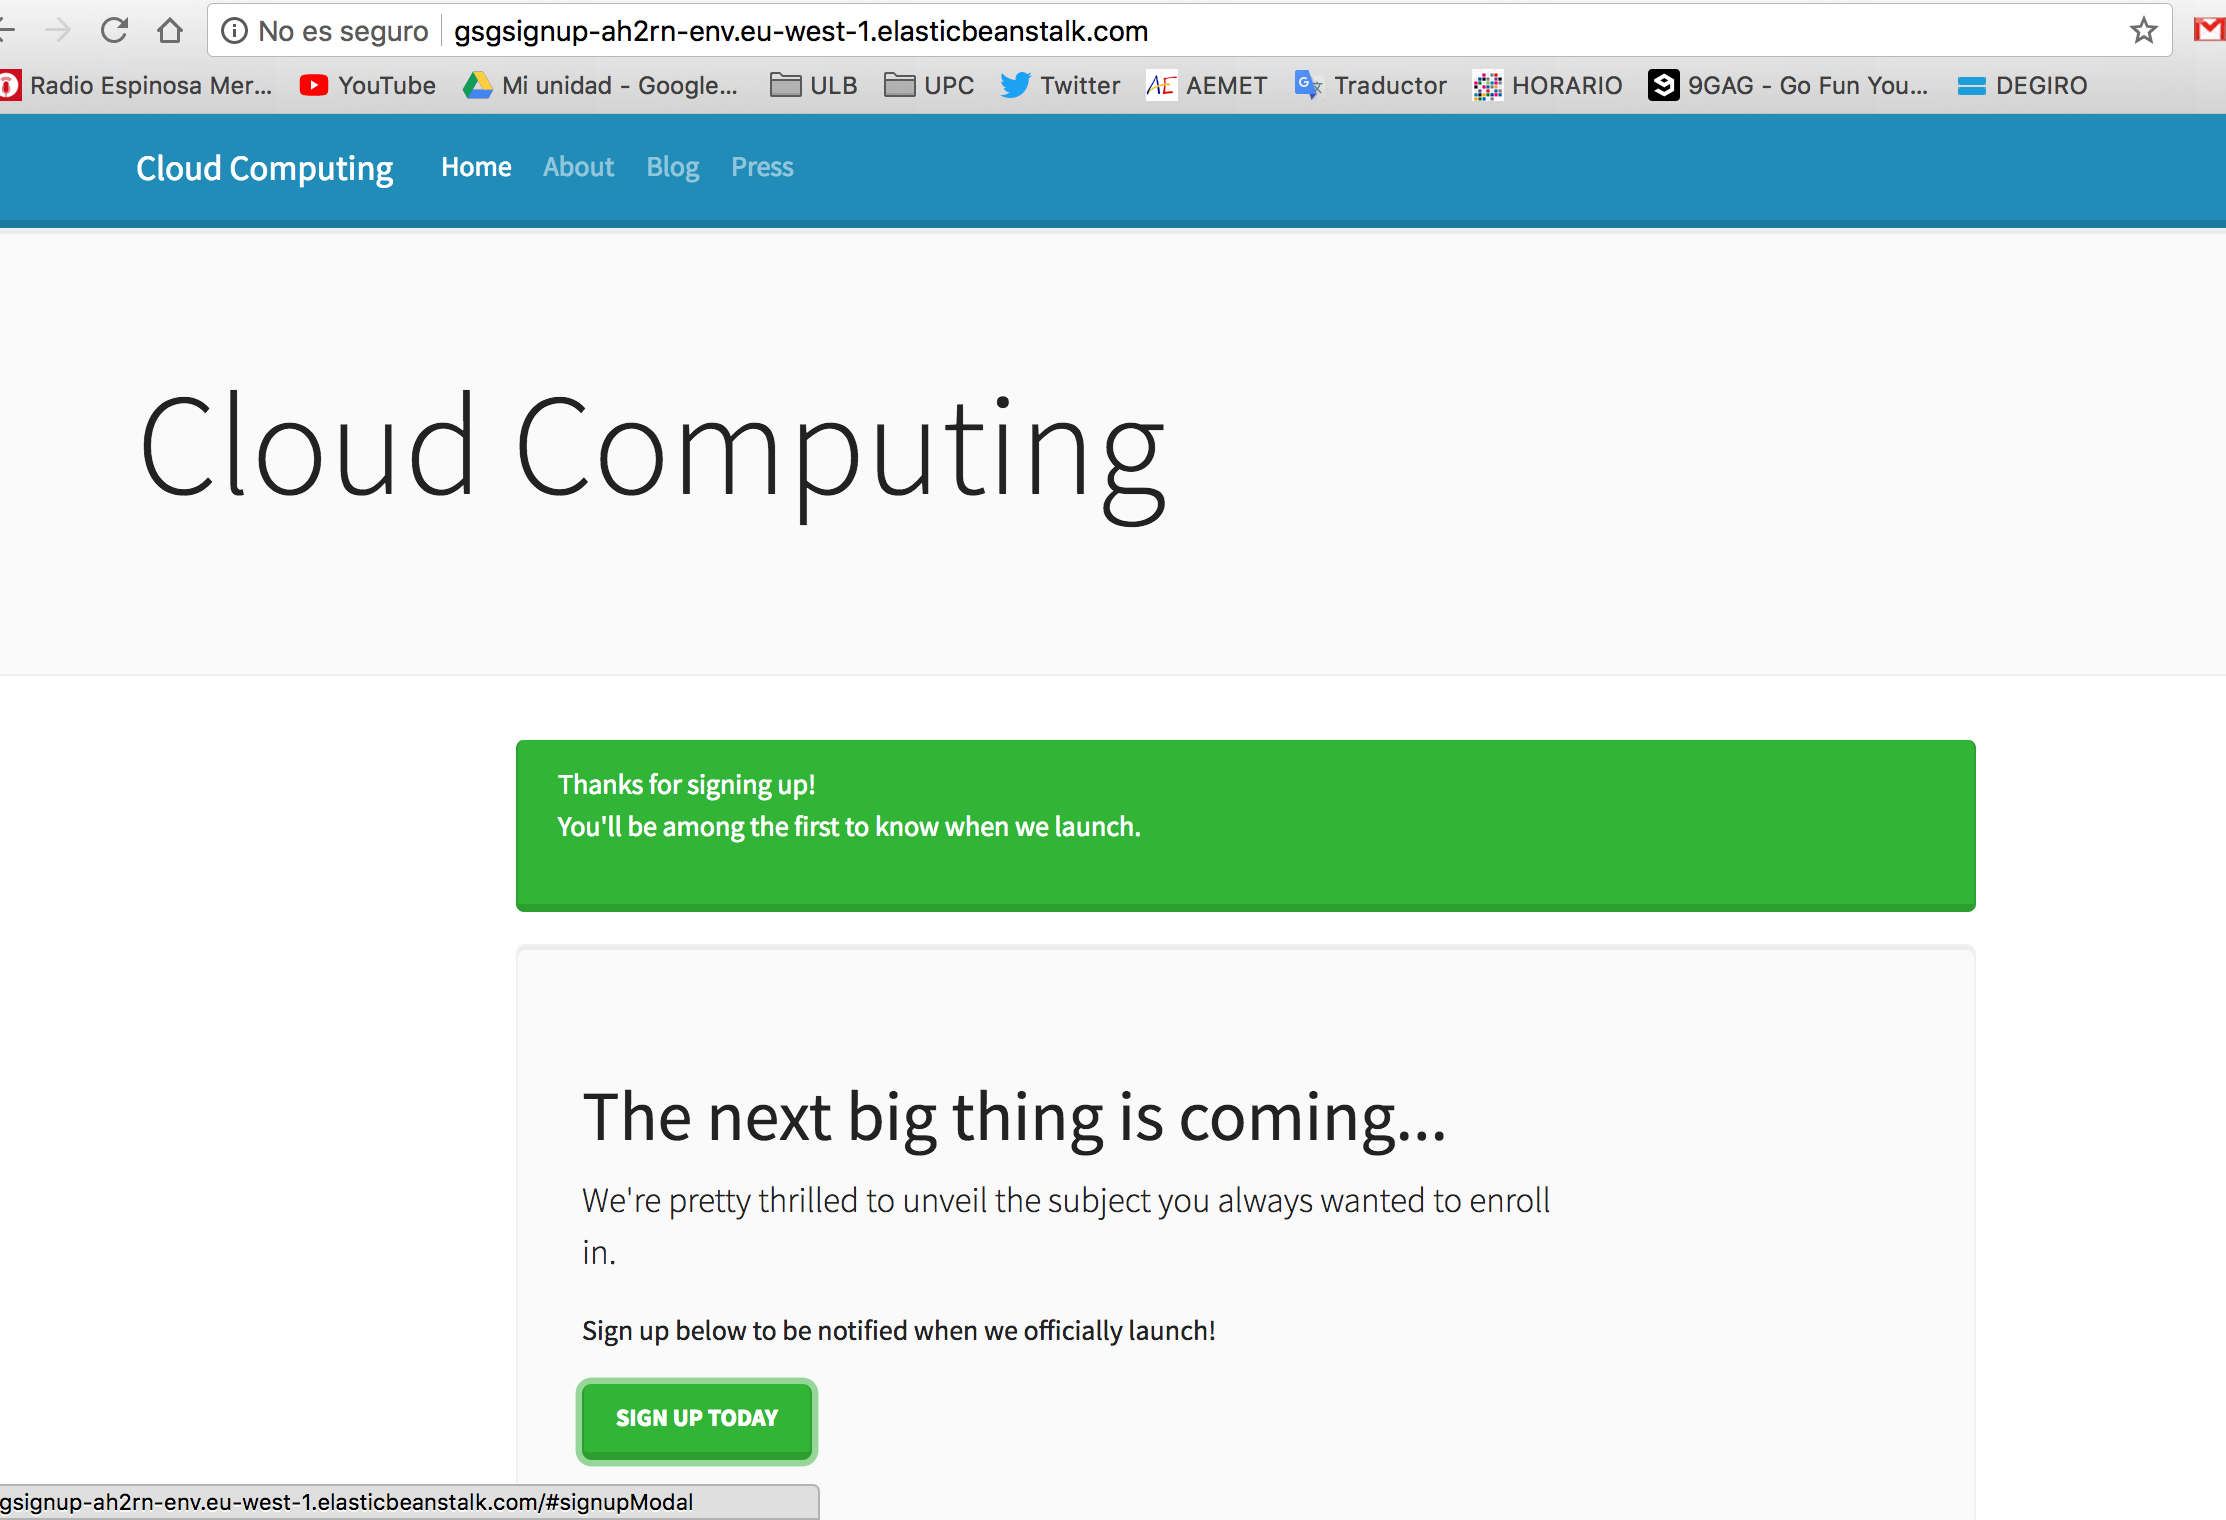 No es seguro gsgsignup-ah2rn-env.eu-west-1.elasticbeanstalk.com
Radio Espinosa Mer... YouTube Mi unidad - Google... ULB UPC Twitter AE AEMET Traductor HORARIO 9GAG - Go Fun You... DEGIRO
Cloud Computing Home About Blog Press
Cloud Computing
Thanks for signing up!
You'll be among the first to know when we launch.
The next big thing is coming...
We're pretty thrilled to unveil the subject you always wanted to enroll
in.
Sign up below to be notified when we officially launch!
SIGN UP TODAY
gsignup-ah2rn-env.eu-west-1.elasticbeanstalk.com/#signupModal